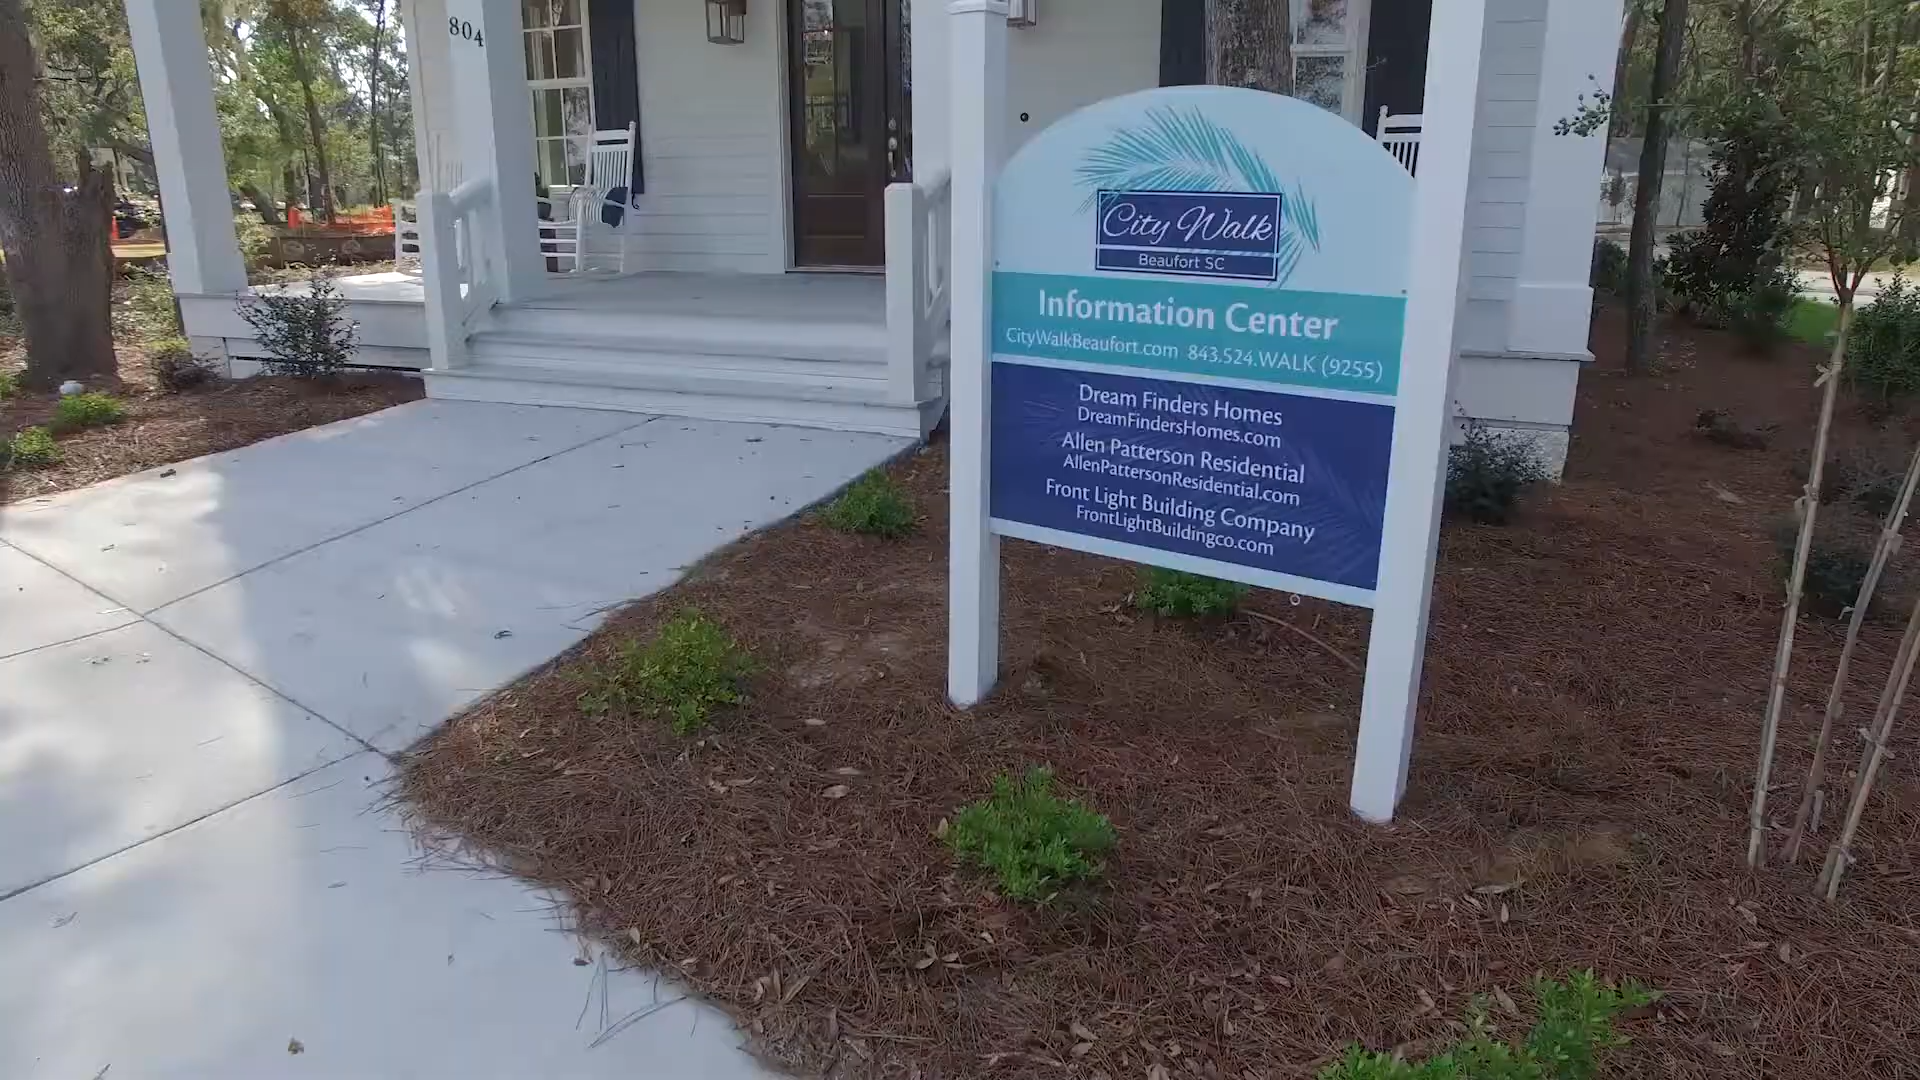 804
City Walk
Beaufort SC
Information Center
CityWalkBeaufort.com 843.524.WALK (9255)
Dream Finders Homes
DreamFindersHomes.com
Allen Patterson Residential
AllenPattersonResidential.com
Front Light Building Company
FrontLightBuildingco.com